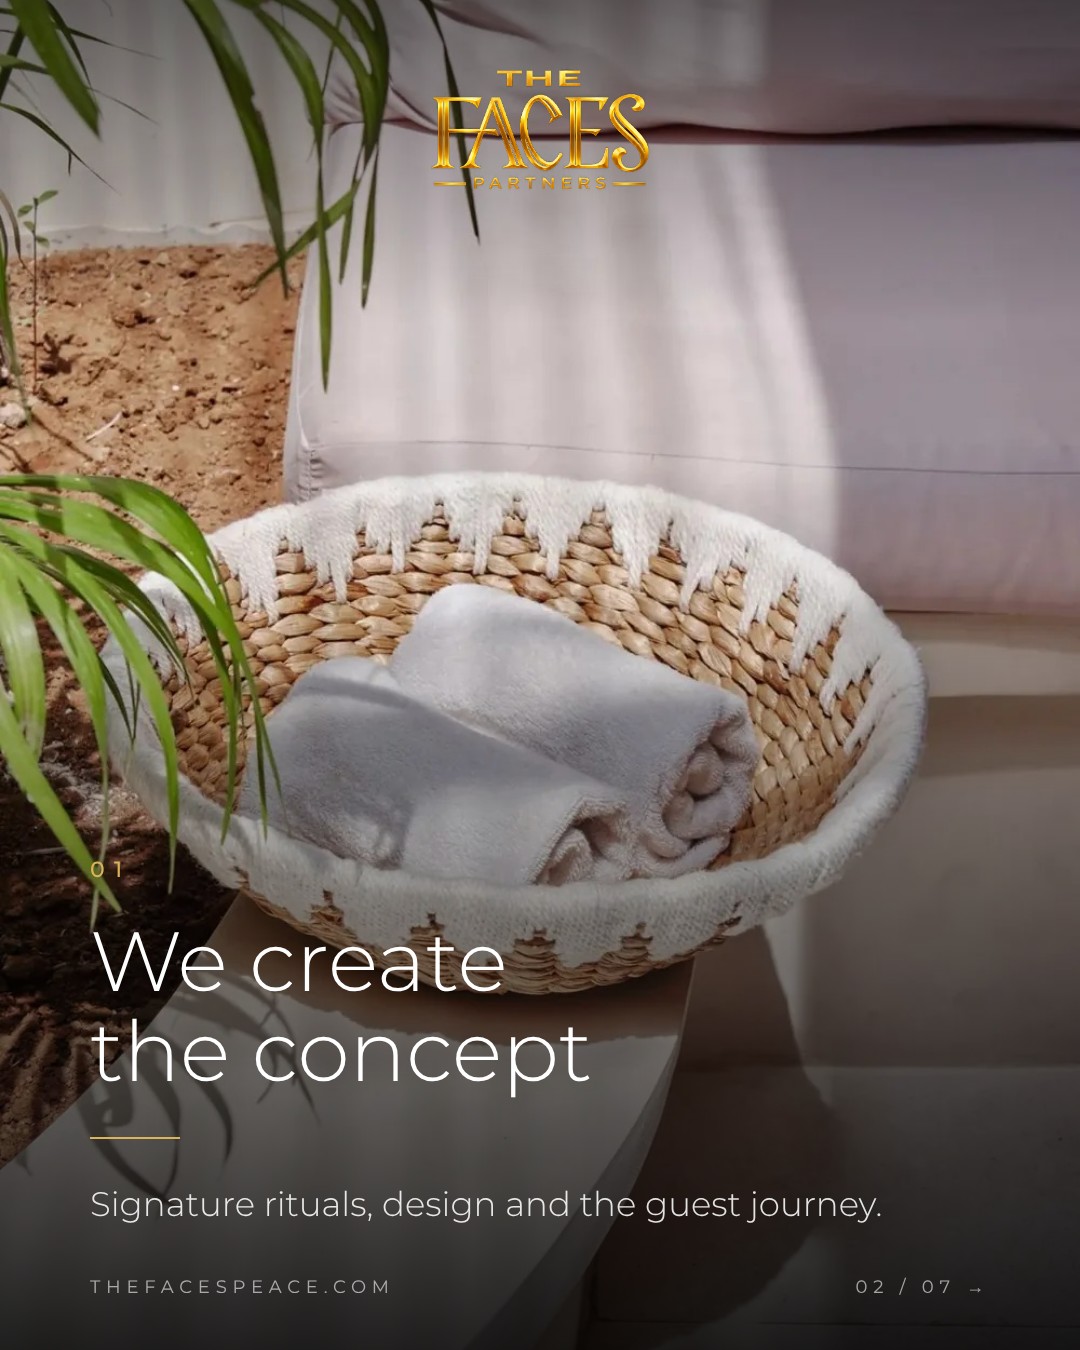 THE
FACES
PARTNERS
01
We create
the concept
Signature rituals, design and the guest journey.
THEFACESPEACE.COM
02 / 07 →